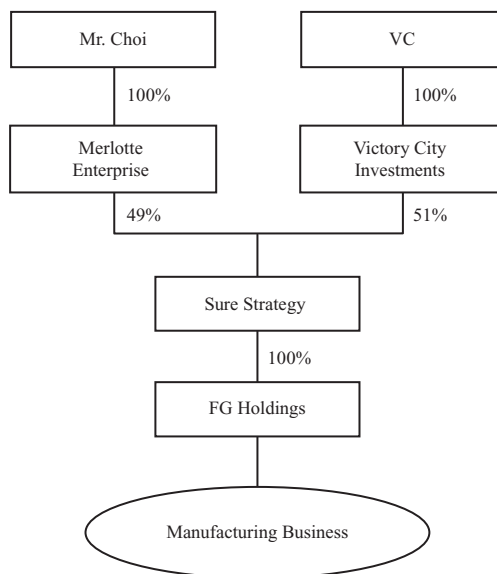 Mr. Choi
VC
100%
100%
Merlotte
Enterprise
Victory City
Investments
49%
51%
Sure Strategy
100%
FG Holdings
Manufacturing Business